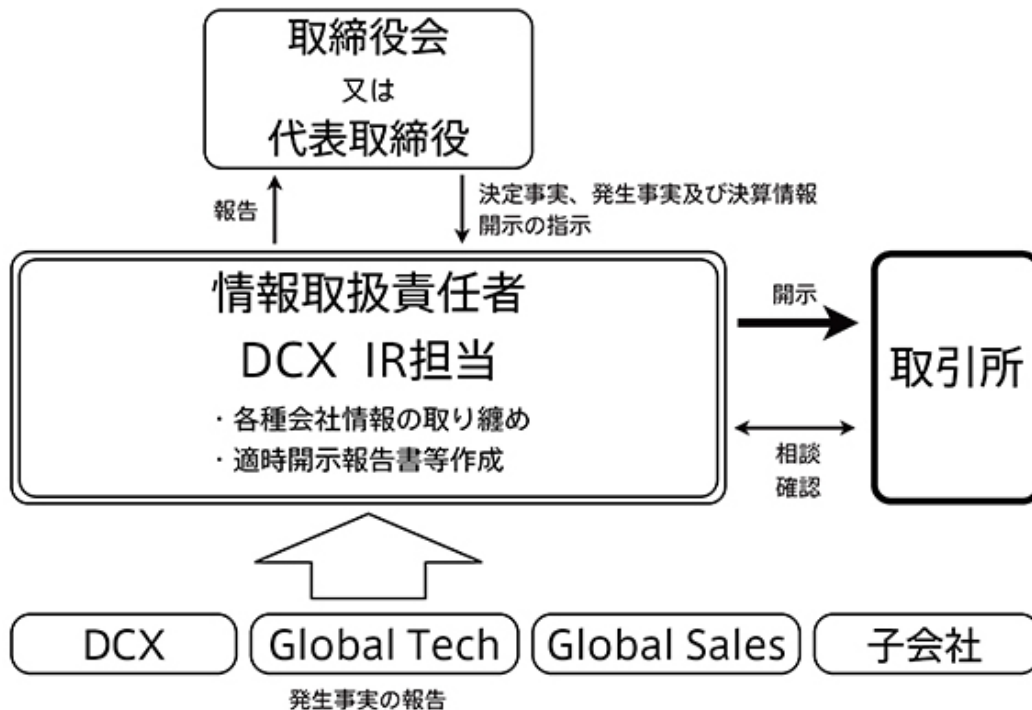 取締役会
又は
代表取締役
報告
決定事実、発生事実及び決算情報
開示の指示
情報取扱責任者
DCX IR担当
・各種会社情報の取り纏め
・適時開示報告書等作成
開示
相談
確認
取引所
DCX
Global Tech
Global Sales
子会社
発生事実の報告